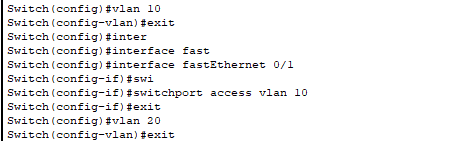 Switch(config)#vlan 10
Switch(config-vlan)#exit
Switch(config)#inter
Switch(config)#interface fast
Switch(config)#interface fastEthernet 0/1
Switch(config-if)#swi
Switch(config-if)#switchport access vlan 10
Switch(config-if)#exit
Switch(config)#vlan 20
Switch(config-vlan)#exit